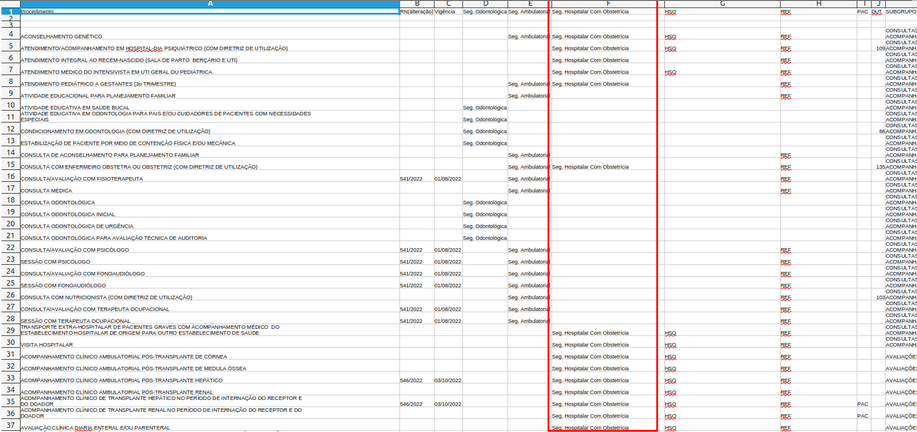 A B C D E F G H I J
1 Procedimento RN(alteração) Vigência Seg. Odontológica Seg. Ambulatorial Seg. Hospitalar Com Obstetrícia HSO REF PAC DUT SUBGRUPO
2
3
4 ACONSELHAMENTO GENÉTICO Seg. Ambulatorial Seg. Hospitalar Com Obstetrícia HSO REF CONSULTAS ACOMPANH
5 ATENDIMENTO/ACOMPANHAMENTO EM HOSPITAL-DIA PSIQUIÁTRICO (COM DIRETRIZ DE UTILIZAÇÃO) Seg. Hospitalar Com Obstetrícia HSO REF 109 CONSULTAS ACOMPANH
6 ATENDIMENTO INTEGRAL AO RECÉM-NASCIDO (SALA DE PARTO BERÇÁRIO E UTI) Seg. Hospitalar Com Obstetrícia REF CONSULTAS ACOMPANH
7 ATENDIMENTO MÉDICO DO INTENSIVISTA EM UTI GERAL OU PEDIÁTRICA Seg. Hospitalar Com Obstetrícia HSO REF CONSULTAS ACOMPANH
8 ATENDIMENTO PEDIÁTRICO A GESTANTES (3o TRIMESTRE) Seg. Ambulatorial Seg. Hospitalar Com Obstetrícia REF CONSULTAS ACOMPANH
9 ATIVIDADE EDUCACIONAL PARA PLANEJAMENTO FAMILIAR Seg. Ambulatorial REF CONSULTAS ACOMPANH
10 ATIVIDADE EDUCATIVA EM SAÚDE BUCAL Seg. Odontológica CONSULTAS ACOMPANH
11 ATIVIDADE EDUCATIVA EM ODONTOLOGIA PARA PAIS E/OU CUIDADORES DE PACIENTES COM NECESSIDADES
ESPECIAIS Seg. Odontológica CONSULTAS ACOMPANH
12 CONDICIONAMENTO EM ODONTOLOGIA (COM DIRETRIZ DE UTILIZAÇÃO) Seg. Odontológica 86 CONSULTAS ACOMPANH
13 ESTABILIZAÇÃO DE PACIENTE POR MEIO DE CONTENÇÃO FÍSICA E/OU MECÂNICA Seg. Odontológica CONSULTAS ACOMPANH
14 CONSULTA DE ACONSELHAMENTO PARA PLANEJAMENTO FAMILIAR Seg. Ambulatorial REF CONSULTAS ACOMPANH
15 CONSULTA COM ENFERMEIRO OBSTETRA OU OBSTETRIZ (COM DIRETRIZ DE UTILIZAÇÃO) Seg. Ambulatorial Seg. Hospitalar Com Obstetrícia REF 135 CONSULTAS ACOMPANH
16 CONSULTA/AVALIAÇÃO COM FISIOTERAPEUTA 541/2022 01/08/2022 Seg. Ambulatorial REF CONSULTAS ACOMPANH
17 CONSULTA MÉDICA Seg. Ambulatorial REF CONSULTAS ACOMPANH
18 CONSULTA ODONTOLÓGICA Seg. Odontológica CONSULTAS ACOMPANH
19 CONSULTA ODONTOLÓGICA INICIAL Seg. Odontológica CONSULTAS ACOMPANH
20 CONSULTA ODONTOLÓGICA DE URGÊNCIA Seg. Odontológica CONSULTAS ACOMPANH
21 CONSULTA ODONTOLÓGICA PARA AVALIAÇÃO TÉCNICA DE AUDITORIA Seg. Odontológica CONSULTAS ACOMPANH
22 CONSULTA/AVALIAÇÃO COM PSICÓLOGO 541/2022 01/08/2022 Seg. Ambulatorial REF CONSULTAS ACOMPANH
23 SESSÃO COM PSICÓLOGO 541/2022 01/08/2022 Seg. Ambulatorial REF CONSULTAS ACOMPANH
24 CONSULTA/AVALIAÇÃO COM FONOAUDIÓLOGO 541/2022 01/08/2022 Seg. Ambulatorial REF CONSULTAS ACOMPANH
25 SESSÃO COM FONOAUDIÓLOGO 541/2022 01/08/2022 Seg. Ambulatorial REF CONSULTAS ACOMPANH
26 CONSULTA COM NUTRICIONISTA (COM DIRETRIZ DE UTILIZAÇÃO) Seg. Ambulatorial REF 103 CONSULTAS ACOMPANH
27 CONSULTA/AVALIAÇÃO COM TERAPEUTA OCUPACIONAL 541/2022 01/08/2022 Seg. Ambulatorial REF CONSULTAS ACOMPANH
28 SESSÃO COM TERAPEUTA OCUPACIONAL 541/2022 01/08/2022 Seg. Ambulatorial REF CONSULTAS ACOMPANH
29 TRANSPORTE EXTRA-HOSPITALAR DE PACIENTES GRAVES COM ACOMPANHAMENTO MÉDICO DO
ESTABELECIMENTO HOSPITALAR DE ORIGEM PARA OUTRO ESTABELECIMENTO DE SAÚDE Seg. Hospitalar Com Obstetrícia HSO REF CONSULTAS ACOMPANH
30 VISITA HOSPITALAR Seg. Hospitalar Com Obstetrícia HSO REF CONSULTAS ACOMPANH
31 ACOMPANHAMENTO CLÍNICO AMBULATORIAL PÓS-TRANSPLANTE DE CÓRNEA Seg. Hospitalar Com Obstetrícia HSO REF AVALIAÇÕES
32 ACOMPANHAMENTO CLÍNICO AMBULATORIAL PÓS-TRANSPLANTE DE MEDULA ÓSSEA Seg. Hospitalar Com Obstetrícia HSO REF AVALIAÇÕES
33 ACOMPANHAMENTO CLÍNICO AMBULATORIAL PÓS-TRANSPLANTE HEPÁTICO 546/2022 03/10/2022 Seg. Hospitalar Com Obstetrícia HSO REF AVALIAÇÕES
34 ACOMPANHAMENTO CLÍNICO AMBULATORIAL PÓS-TRANSPLANTE RENAL Seg. Hospitalar Com Obstetrícia HSO REF AVALIAÇÕES
35 ACOMPANHAMENTO CLÍNICO DE TRANSPLANTE HEPÁTICO NO PERÍODO DE INTERNAÇÃO DO RECEPTOR E
DO DOADOR 546/2022 03/10/2022 Seg. Hospitalar Com Obstetrícia HSO REF PAC AVALIAÇÕES
36 ACOMPANHAMENTO CLÍNICO DE TRANSPLANTE RENAL NO PERÍODO DE INTERNAÇÃO DO RECEPTOR E DO
DOADOR Seg. Hospitalar Com Obstetrícia HSO REF PAC AVALIAÇÕES
37 AVALIAÇÃO CLÍNICA DIÁRIA ENTERAL E/OU PARENTERAL Seg. Hospitalar Com Obstetrícia HSO REF AVALIAÇÕES